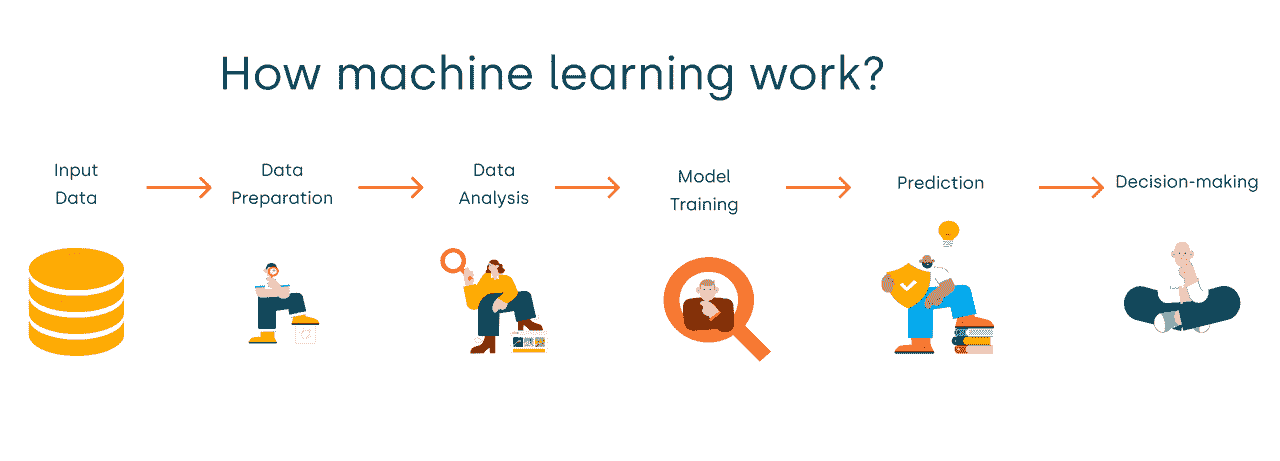 How machine learning work?
Input
Data
Data
Preparation
Data
Analysis
Model
Training
Prediction
Decision-making